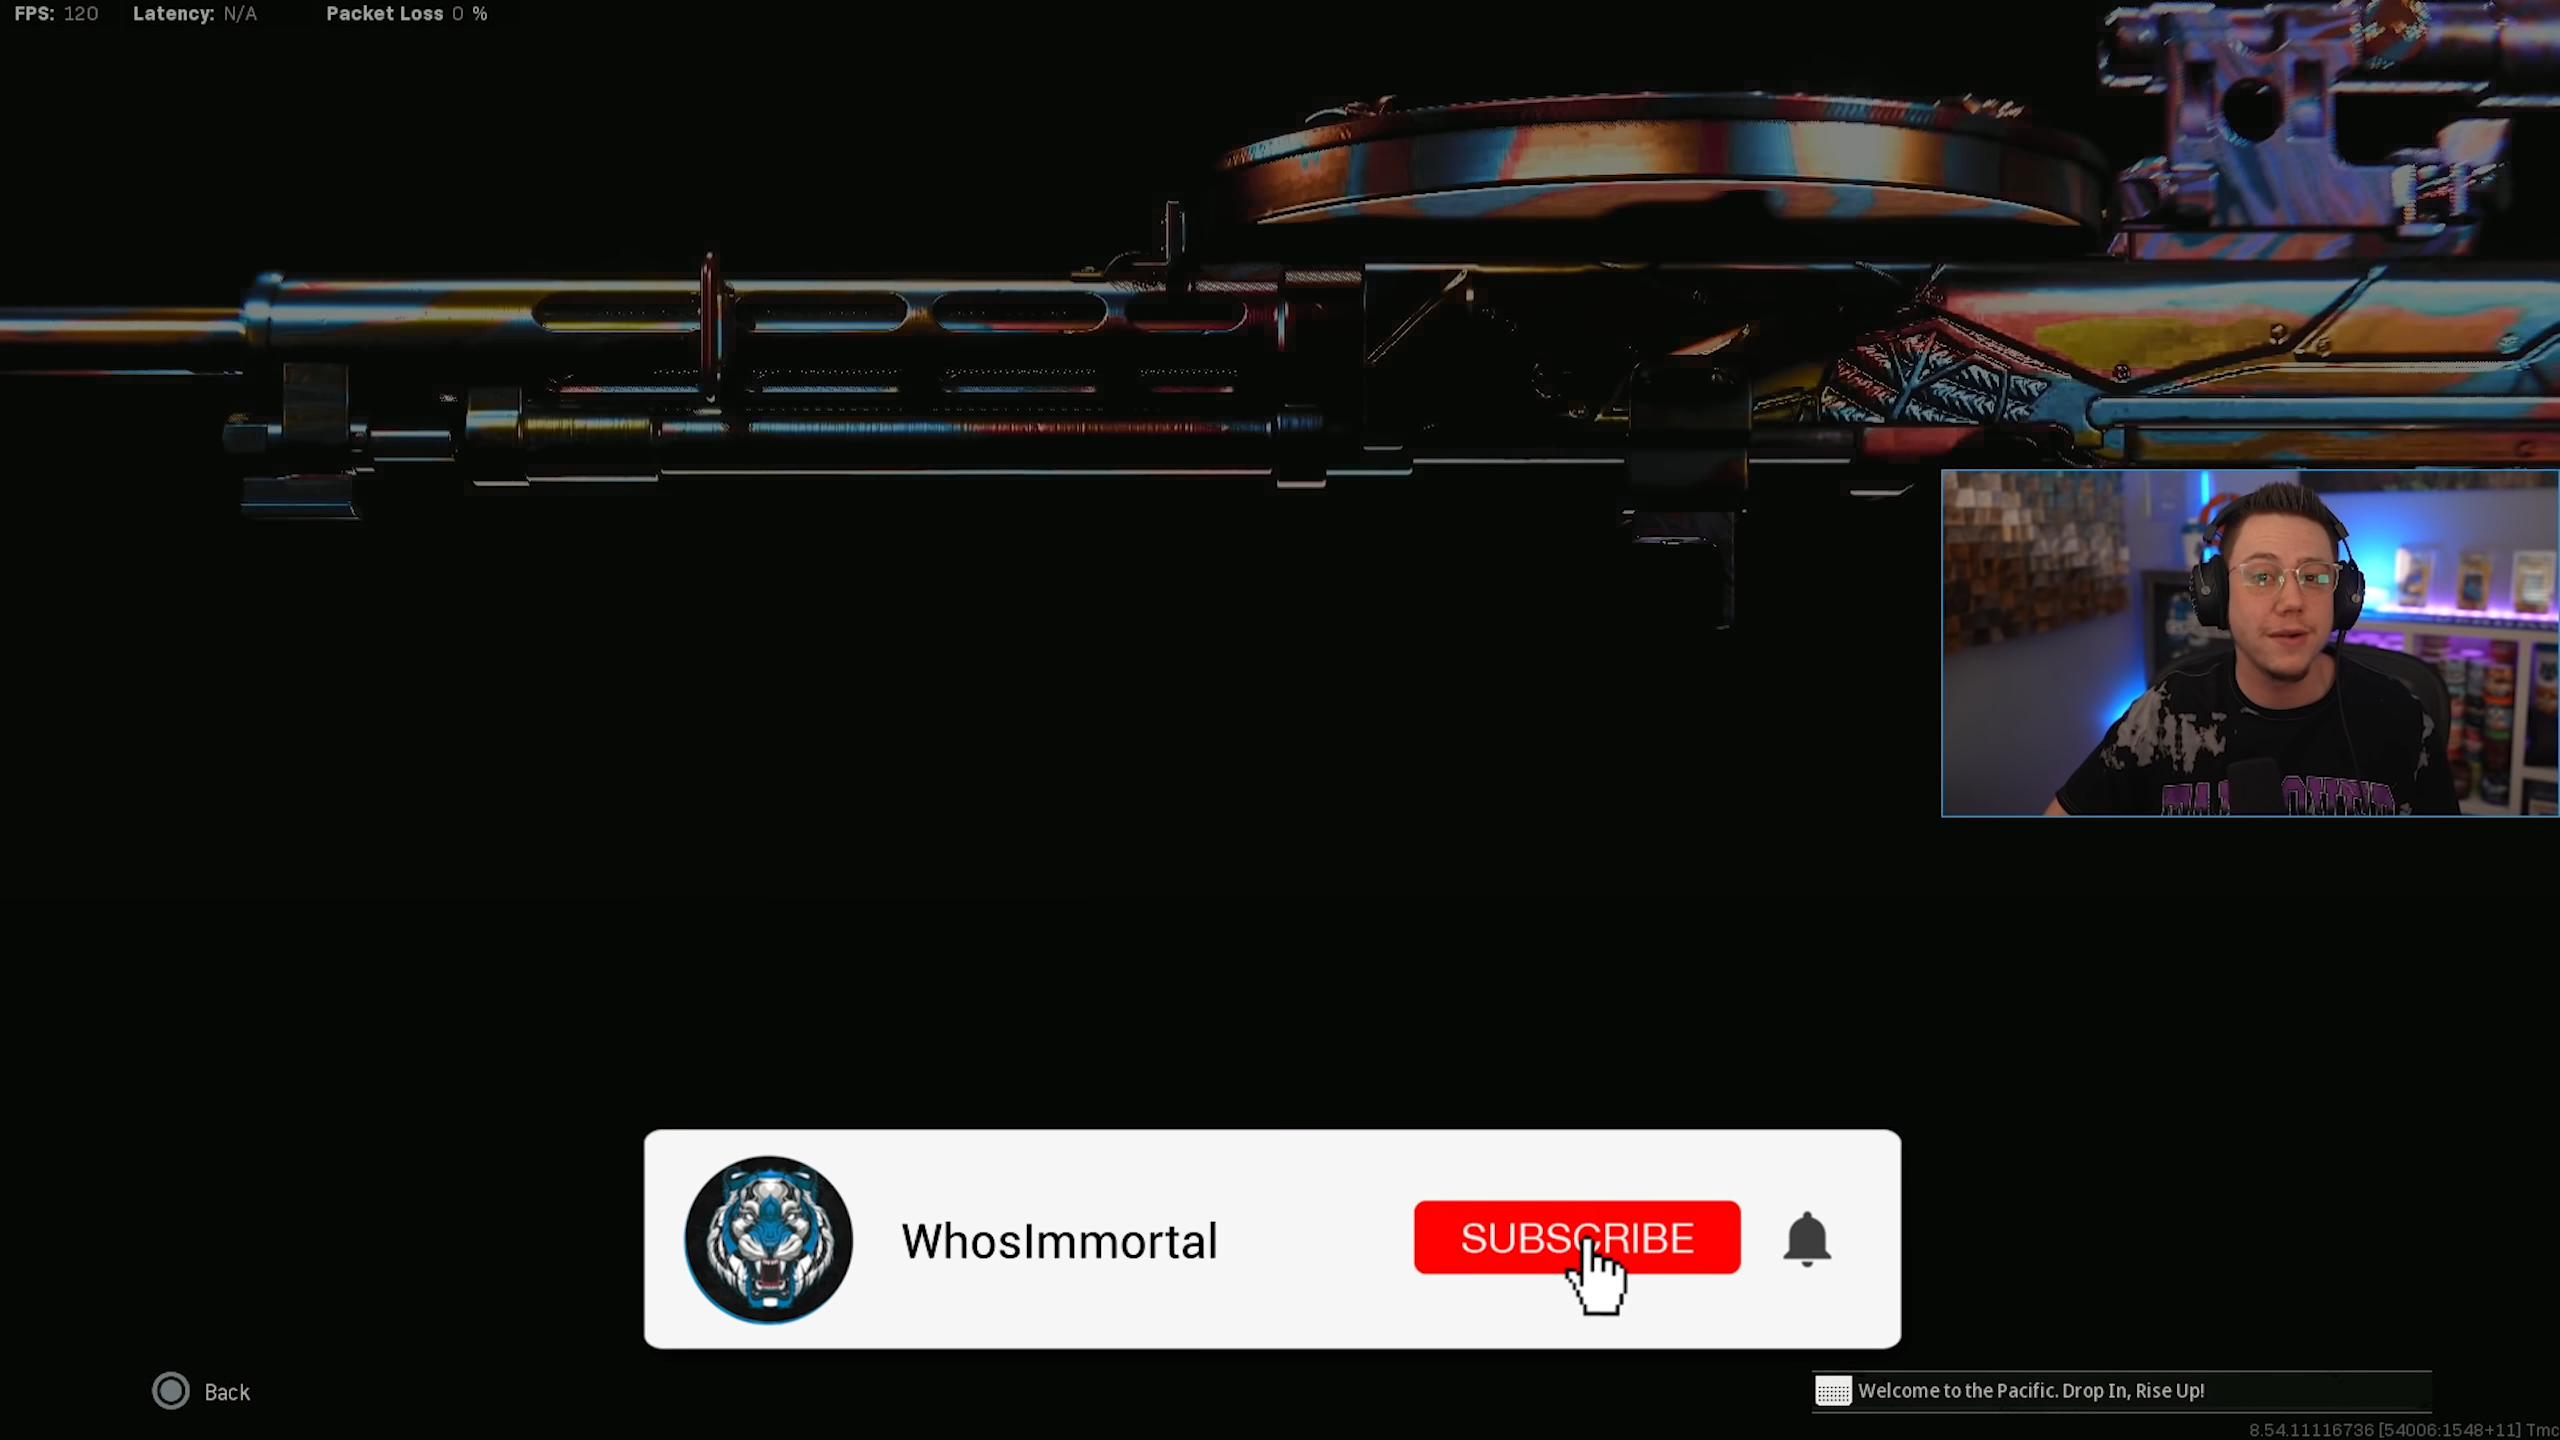 FPS: 120 Latency: N/A Packet Loss 0 %
WhosImmortal
SUBSCRIBE
Back
Welcome to the Pacific. Drop In, Rise Up!
8.54.11116736 [54006:1548+11] Tmc